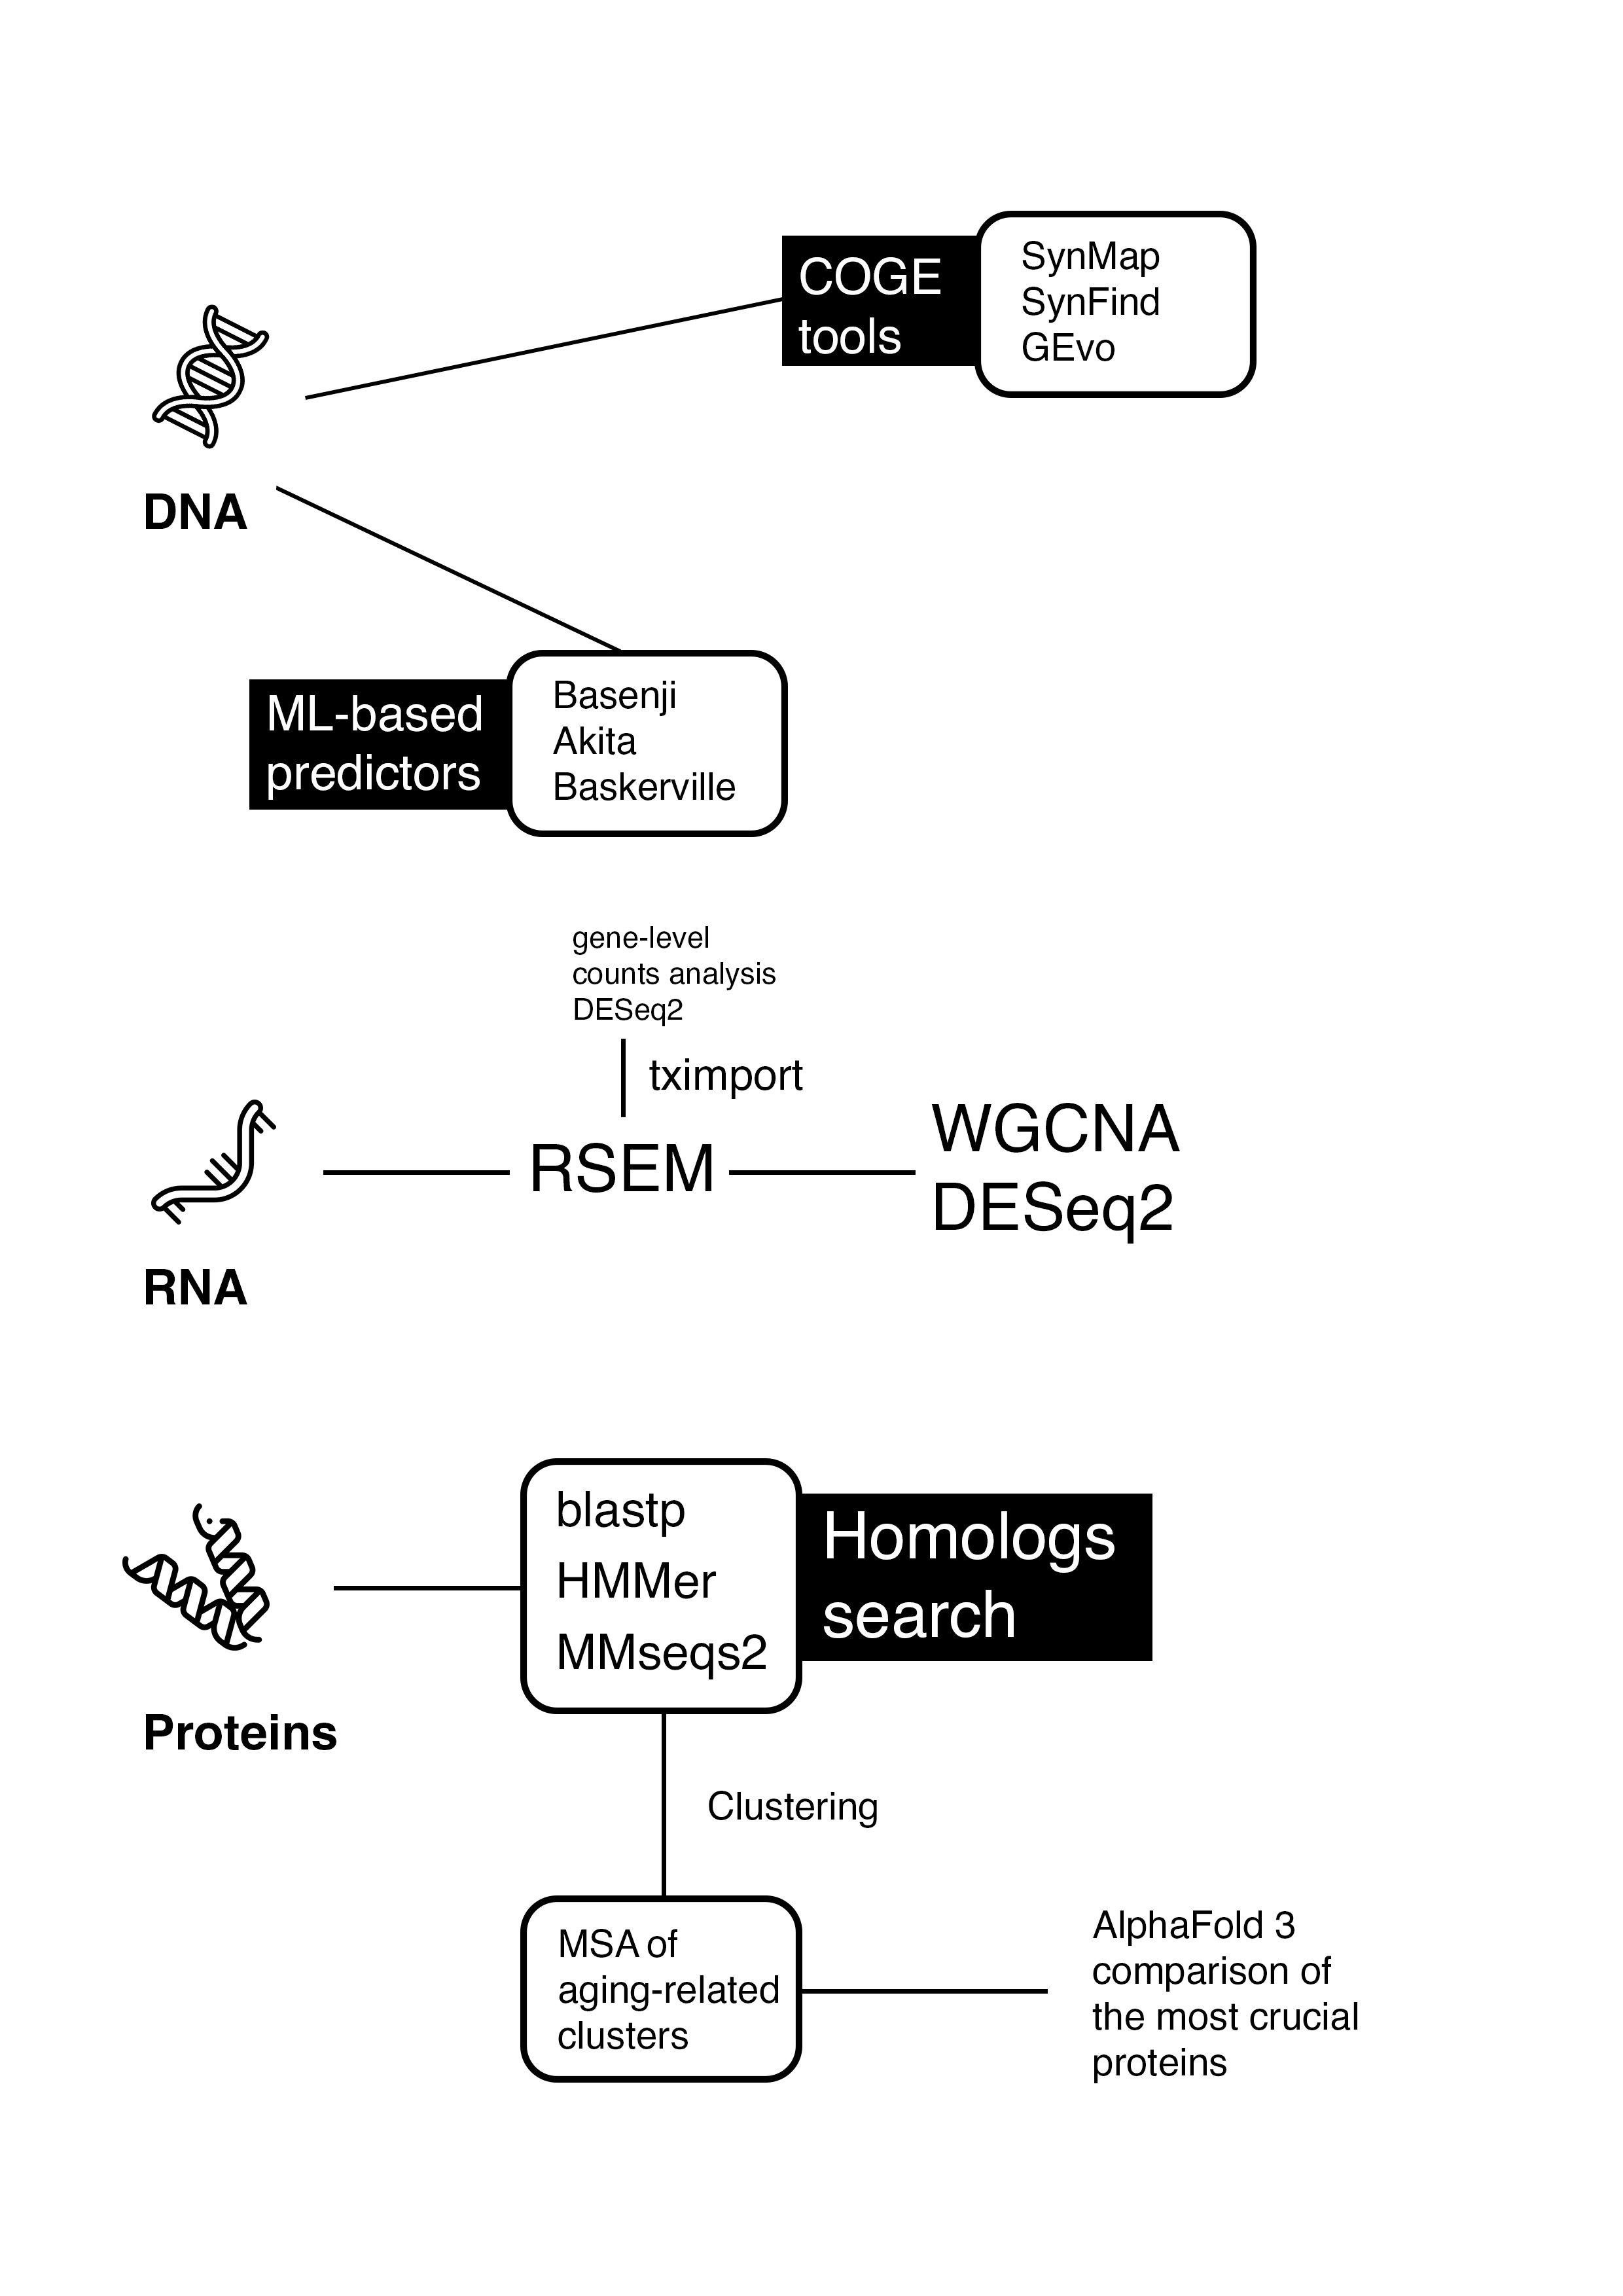 COGE
tools
SynMap
SynFind
GEvo
DNA
ML-based
predictors
Basenji
Akita
Baskerville
gene-level
counts analysis
DESeq2
tximport
RSEM
WGCNA
DESeq2
RNA
blastp
HMMer
MMseqs2
Homologs
search
Proteins
Clustering
MSA of
aging-related
clusters
AlphaFold 3
comparison of
the most crucial
proteins